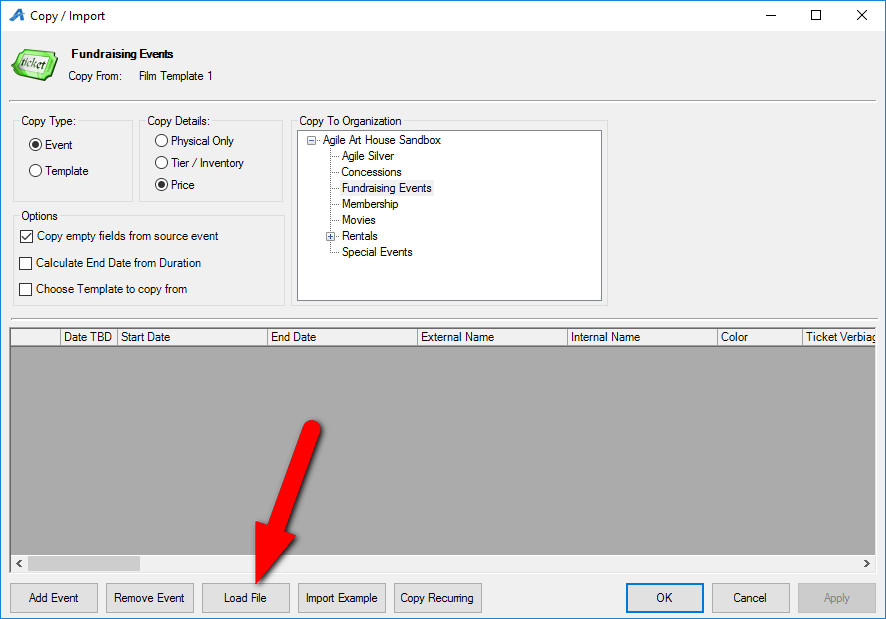 Copy / Import
ticket
Fundraising Events
Copy From: Film Template 1
Copy Type:
Event
Template
Copy Details:
Physical Only
Tier / Inventory
Price
Options
Copy empty fields from source event
Calculate End Date from Duration
Choose Template to copy from
Copy To Organization
Agile Art House Sandbox
Agile Silver
Concessions
Fundraising Events
Membership
Movies
Rentals
Special Events
Date TBD Start Date End Date External Name Internal Name Color Ticket Verbiag
Add Event Remove Event Load File Import Example Copy Recurring OK Cancel Apply